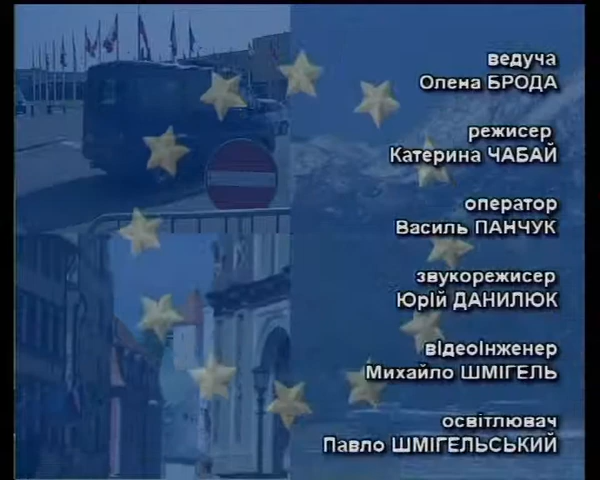 ведуча
Олена БРОДА
режисер
Катерина ЧАБАЙ
оператор
Василь ПАНЧУК
звукорежисер
Юрій ДАНИЛЮК
відеоінженер
Михайло ШМІГЕЛЬ
освітлювач
Павло ШМІГЕЛЬСЬКИЙ